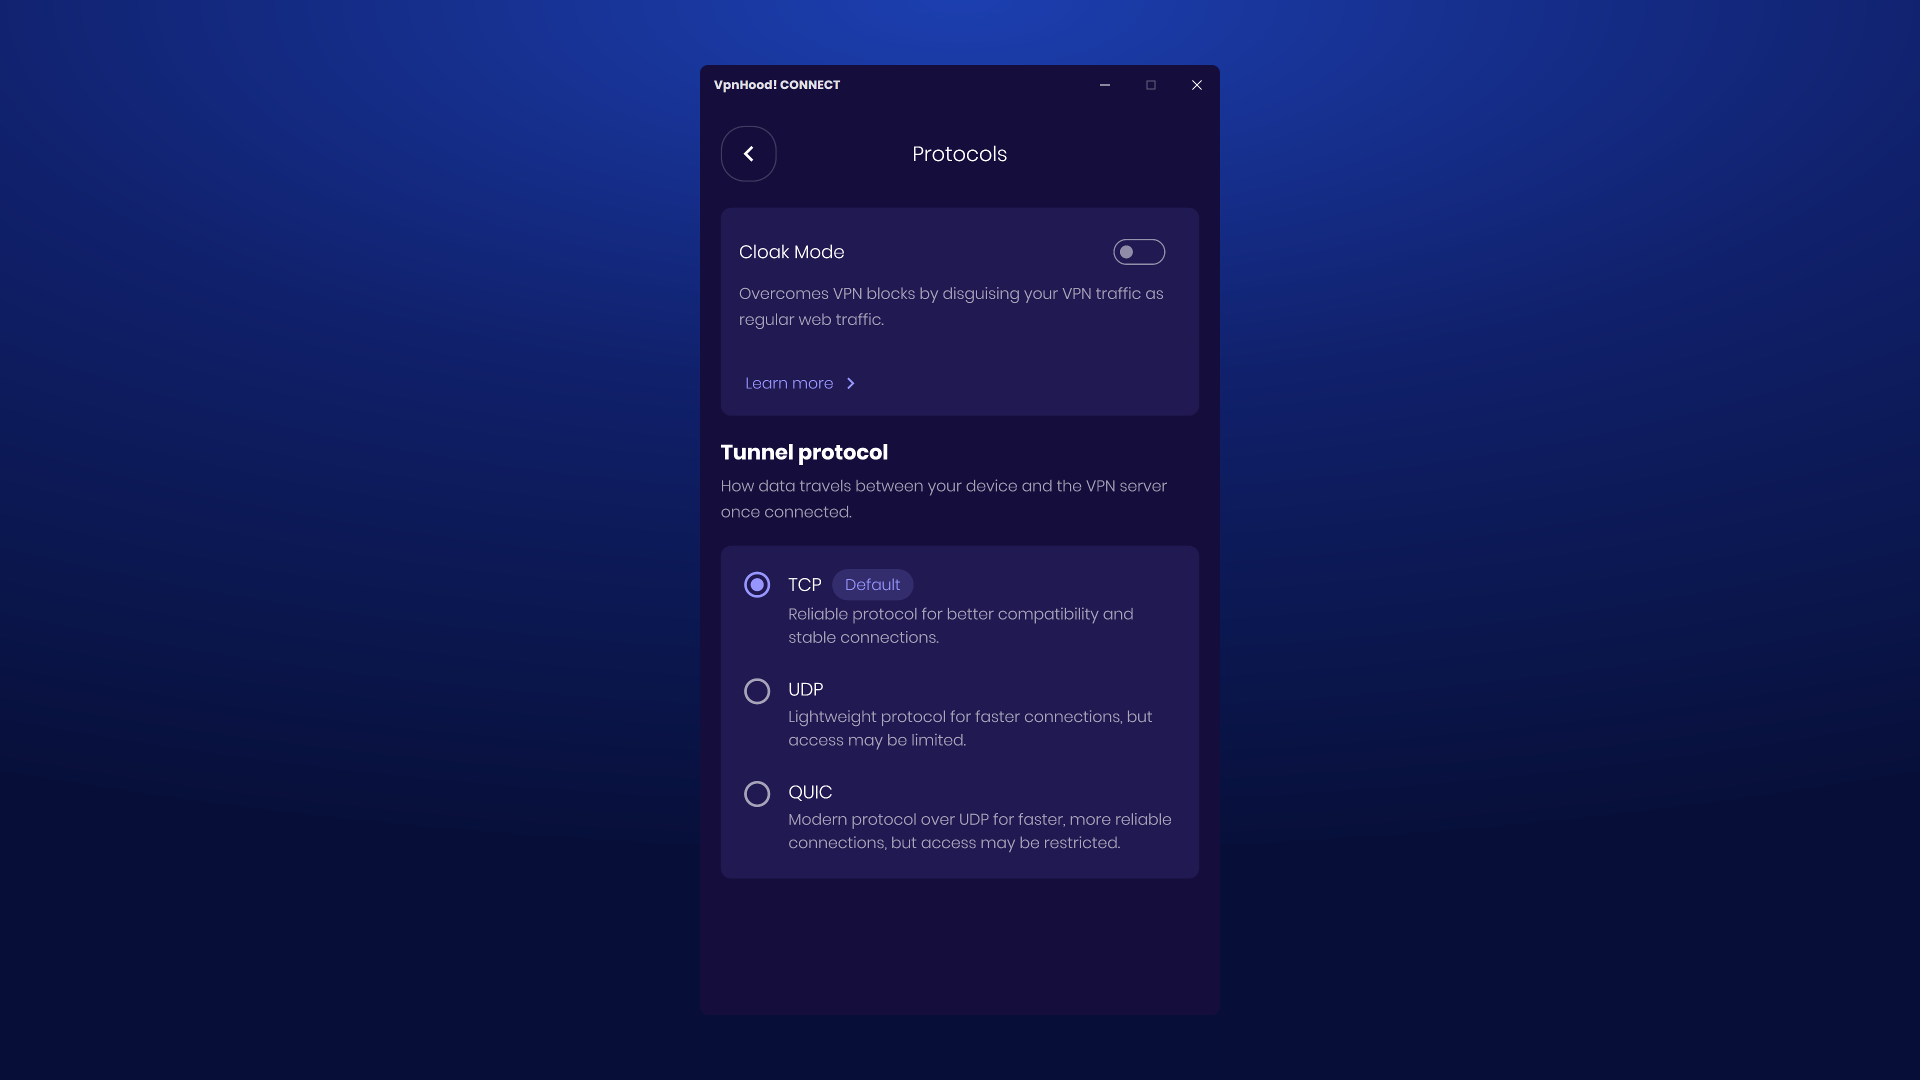 VpnHood! CONNECT
Protocols
Cloak Mode
Overcomes VPN blocks by disguising your VPN traffic as
regular web traffic.
Learn more
Tunnel protocol
How data travels between your device and the VPN server
once connected.
TCP Default
Reliable protocol for better compatibility and
stable connections.
UDP
Lightweight protocol for faster connections, but
access may be limited.
QUIC
Modern protocol over UDP for faster, more reliable
connections, but access may be restricted.